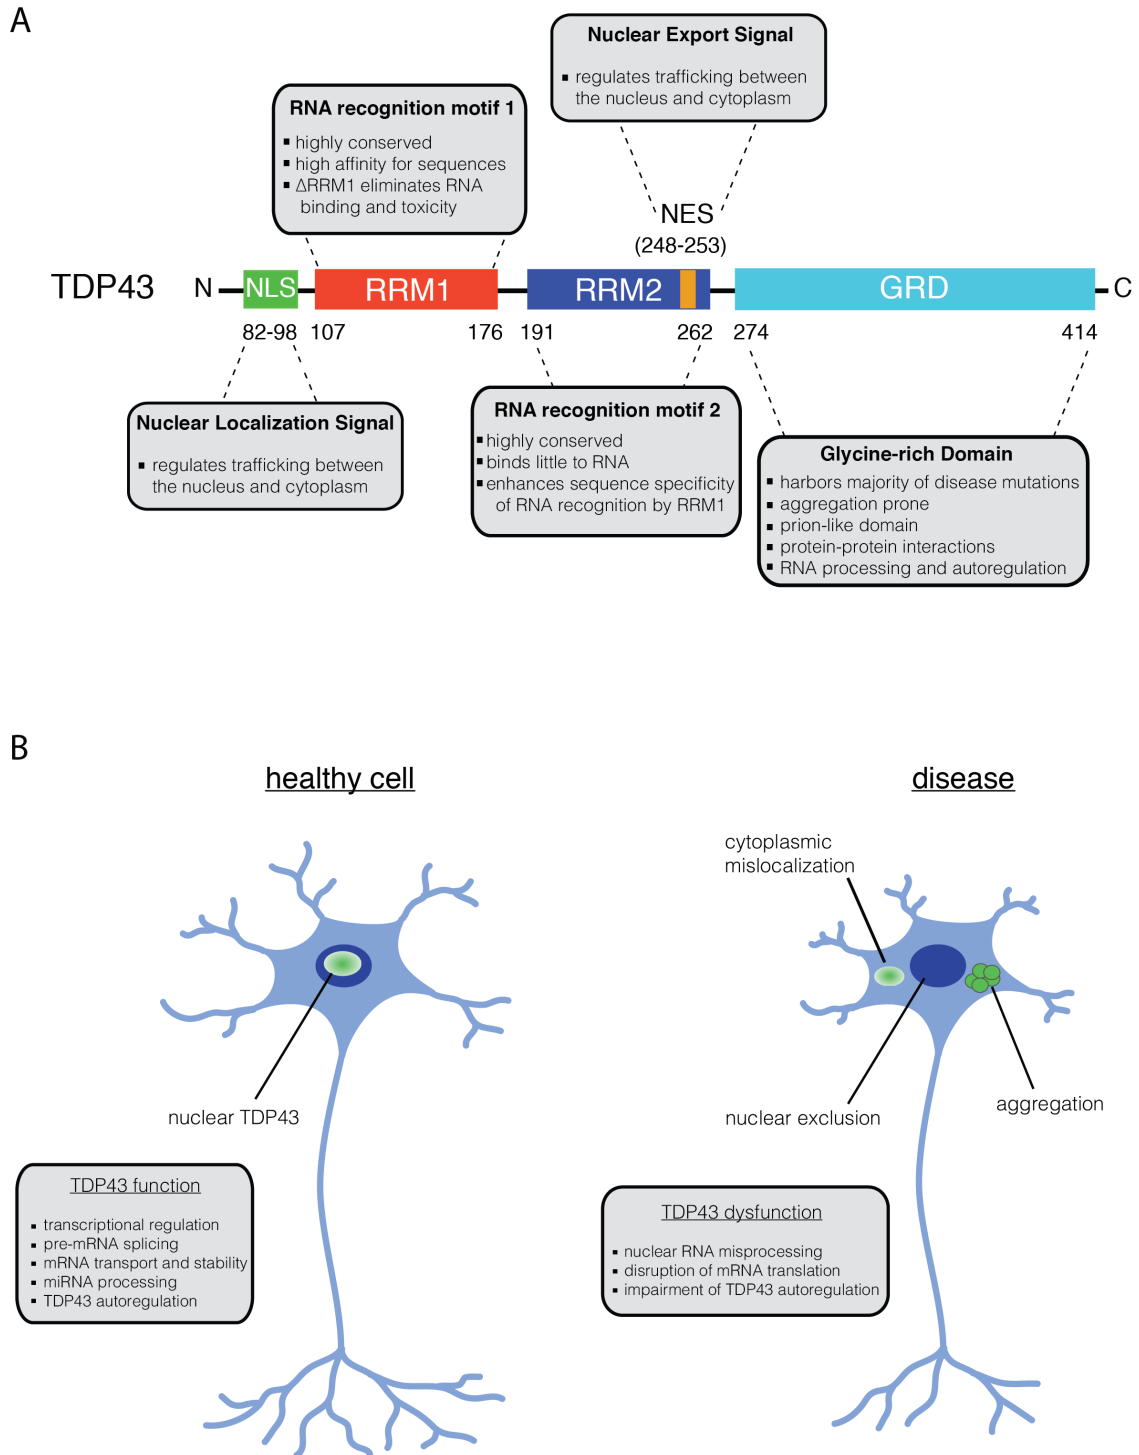 A
Nuclear Export Signal
▪ regulates trafficking between
the nucleus and cytoplasm
RNA recognition motif 1
▪ highly conserved
▪ high affinity for sequences
▪ ΔRRM1 eliminates RNA
binding and toxicity
NES
(248-253)
TDP43 N NLS RRM1 RRM2 GRD C
82-98 107 176 191 262 274 414
Nuclear Localization Signal
▪ regulates trafficking between
the nucleus and cytoplasm
RNA recognition motif 2
▪ highly conserved
▪ binds little to RNA
▪ enhances sequence specificity
of RNA recognition by RRM1
Glycine-rich Domain
▪ harbors majority of disease mutations
▪ aggregation prone
▪ prion-like domain
▪ protein-protein interactions
▪ RNA processing and autoregulation
B
healthy cell
nuclear TDP43
TDP43 function
▪ transcriptional regulation
▪ pre-mRNA splicing
▪ mRNA transport and stability
▪ miRNA processing
▪ TDP43 autoregulation
disease
cytoplasmic
mislocalization
nuclear exclusion
aggregation
TDP43 dysfunction
▪ nuclear RNA misprocessing
▪ disruption of mRNA translation
▪ impairment of TDP43 autoregulation